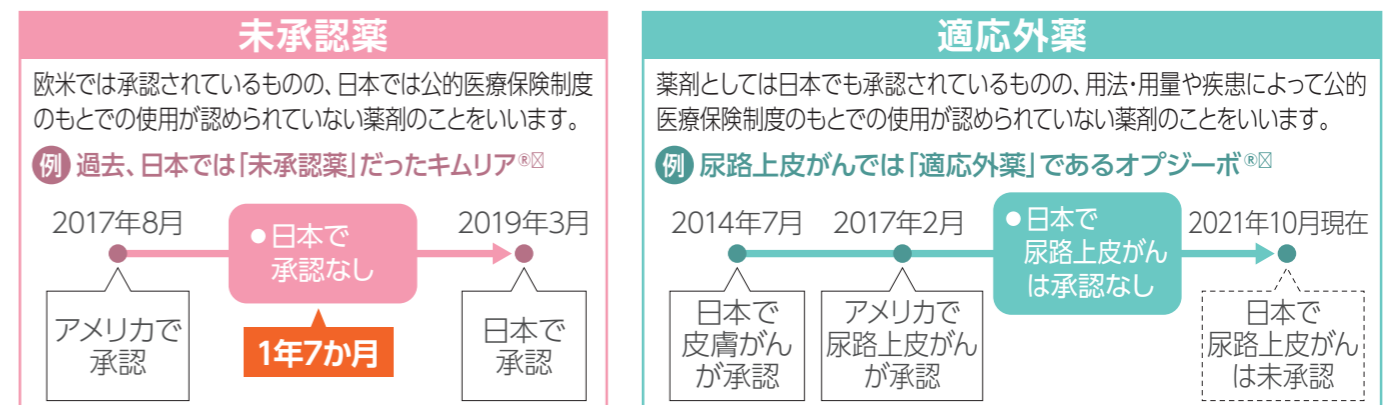 未承認薬
欧米では承認されているものの、日本では公的医療保険制度
のもとでの使用が認められていない薬剤のことをいいます。
例 過去、日本では「未承認薬」だったキムリア®
2017年8月
●日本で
承認なし
2019年3月
アメリカで
承認
1年7か月
日本で
承認
適応外薬
薬剤としては日本でも承認されているものの、用法・用量や疾患によって公的
医療保険制度のもとでの使用が認められていない薬剤のことをいいます。
例 尿路上皮がんでは「適応外薬」であるオプジーボ®
2014年7月
2017年2月
●日本で
尿路上皮がん
は承認なし
2021年10月現在
日本で
皮膚がん
が承認
アメリカで
尿路上皮がん
が承認
日本で
尿路上皮がん
は未承認